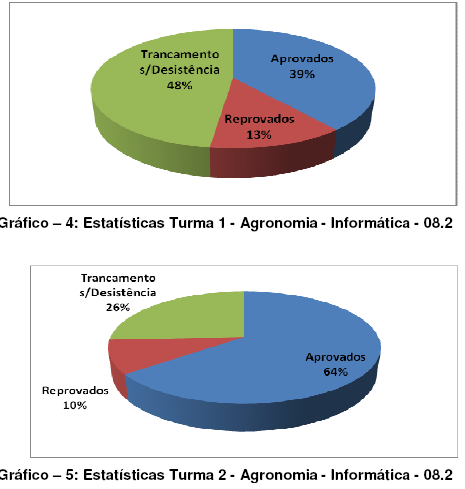 Trancamento
s/Desistência
48%
Aprovados
39%
Reprovados
13%
Gráfico – 4: Estatísticas Turma 1 - Agronomia - Informática - 08.2
Trancamento
s/Desistência
26%
Aprovados
64%
Reprovados
10%
Gráfico – 5: Estatísticas Turma 2 - Agronomia - Informática - 08.2